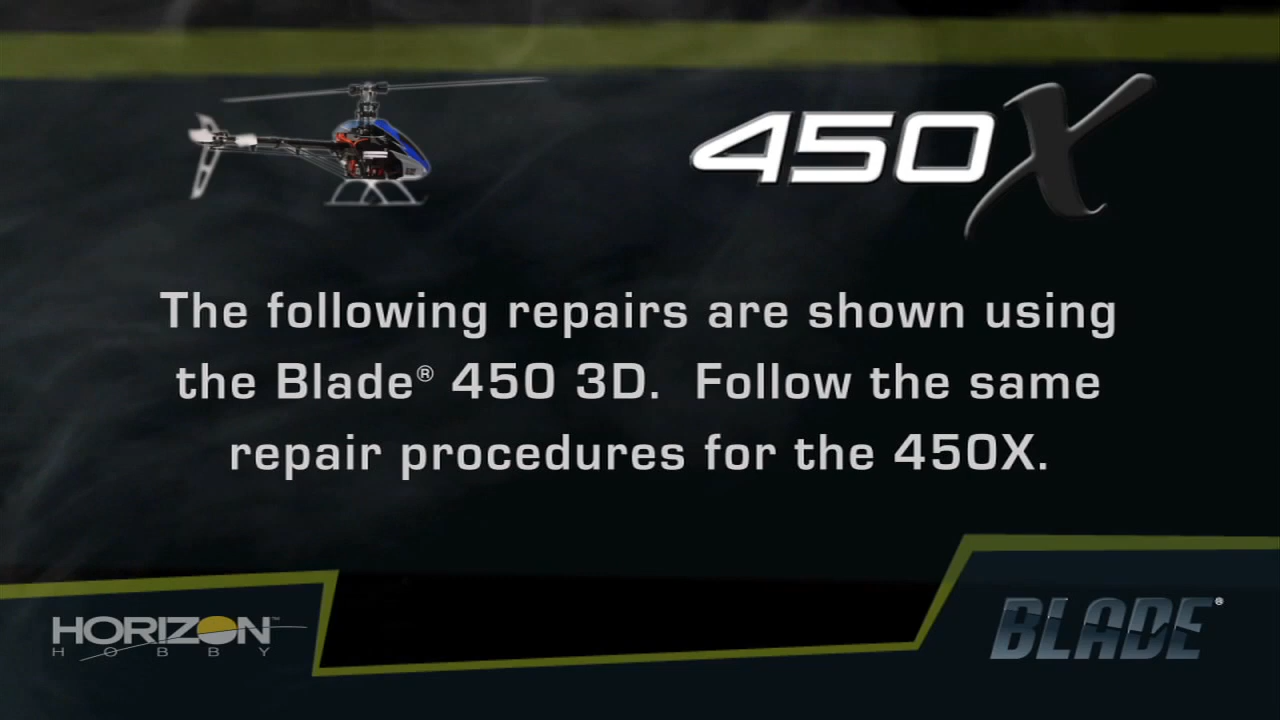 450X
The following repairs are shown using
the Blade® 450 3D. Follow the same
repair procedures for the 450X.
HORIZON™
HOBBY
BLADE®